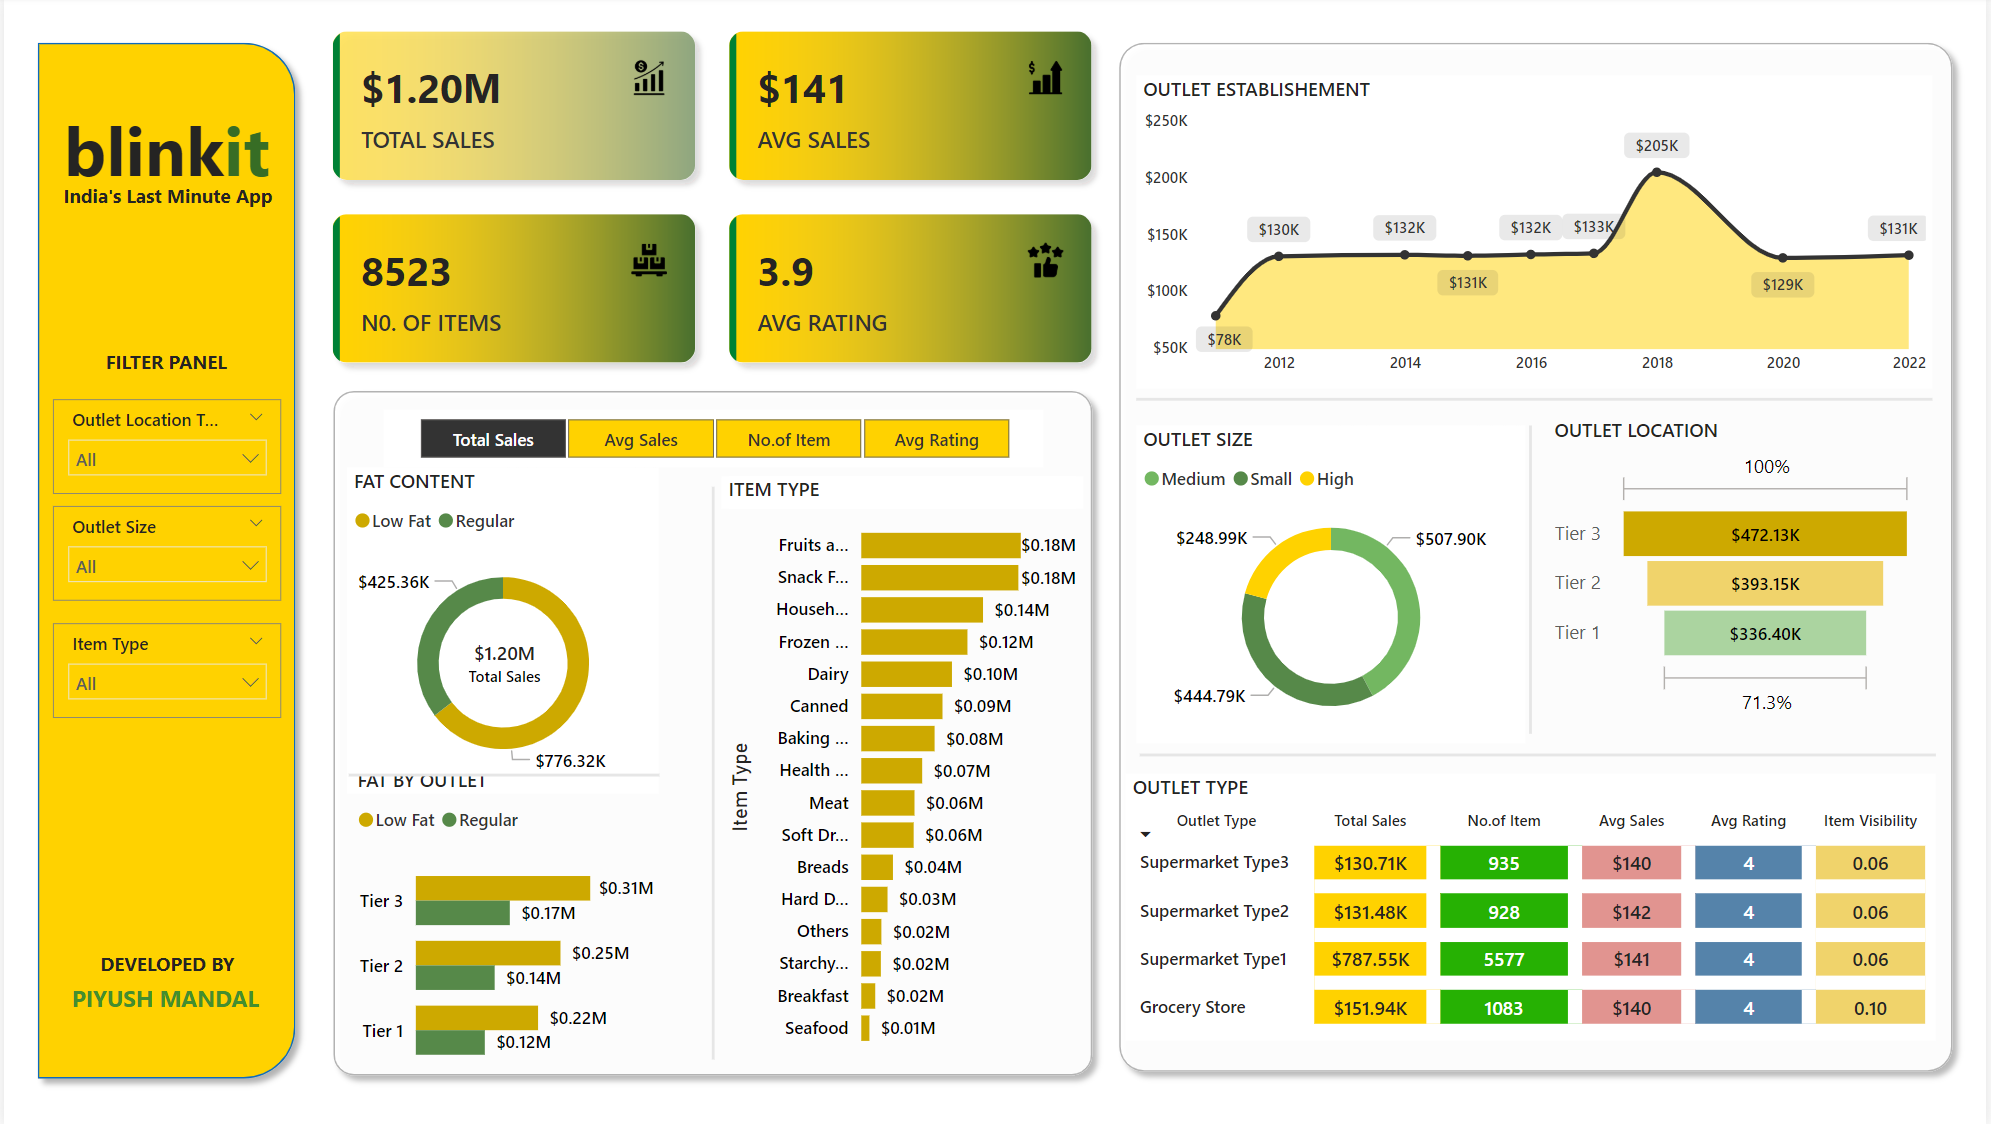 blinkit
India's Last Minute App
FILTER PANEL
Outlet Location T...
All
Outlet Size
All
Item Type
All
DEVELOPED BY
PIYUSH MANDAL
$1.20M
TOTAL SALES
$141
AVG SALES
8523
N0. OF ITEMS
3.9
AVG RATING
Total Sales
Avg Sales
No.of Item
Avg Rating
FAT CONTENT
Low Fat Regular
$425.36K
$1.20M
Total Sales
$776.32K
FAT BY OUTLET
Low Fat Regular
Tier 3 $0.31M
$0.17M
Tier 2 $0.25M
$0.14M
Tier 1 $0.22M
$0.12M
ITEM TYPE
Item Type
Fruits a... $0.18M
Snack F... $0.18M
Househ... $0.14M
Frozen ... $0.12M
Dairy $0.10M
Canned $0.09M
Baking ... $0.08M
Health ... $0.07M
Meat $0.06M
Soft Dr... $0.06M
Breads $0.04M
Hard D... $0.03M
Others $0.02M
Starchy... $0.02M
Breakfast $0.02M
Seafood $0.01M
OUTLET ESTABLISHEMENT
$250K
$200K
$150K
$100K
$50K
$78K
$130K
$132K
$131K
$132K
$133K
$205K
$129K
$131K
2012 2014 2016 2018 2020 2022
OUTLET SIZE
Medium Small High
$248.99K
$507.90K
$444.79K
OUTLET LOCATION
100%
Tier 3 $472.13K
Tier 2 $393.15K
Tier 1 $336.40K
71.3%
OUTLET TYPE
Outlet Type Total Sales No.of Item Avg Sales Avg Rating Item Visibility
Supermarket Type3 $130.71K 935 $140 4 0.06
Supermarket Type2 $131.48K 928 $142 4 0.06
Supermarket Type1 $787.55K 5577 $141 4 0.06
Grocery Store $151.94K 1083 $140 4 0.10